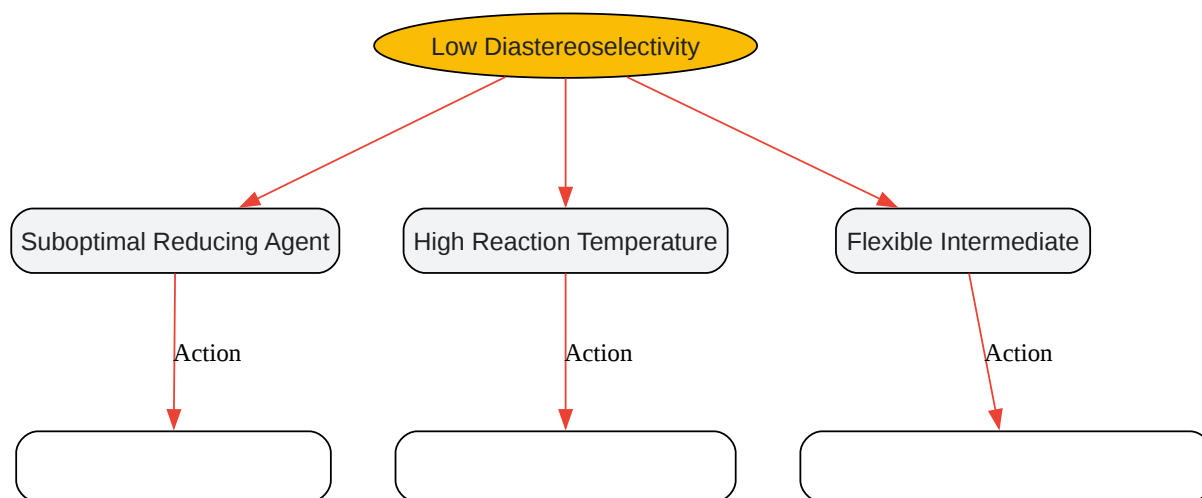 Low Diastereoselectivity
Suboptimal Reducing Agent
High Reaction Temperature
Flexible Intermediate
Action
Action
Action